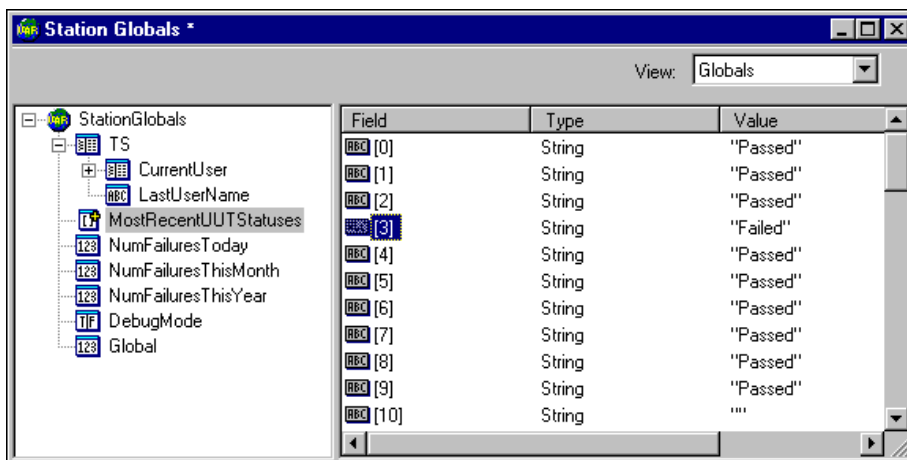 Station Globals *
View: Globals
StationGlobals
TS
CurrentUser
LastUserName
MostRecentUUTStatuses
NumFailuresToday
NumFailuresThisMonth
NumFailuresThisYear
DebugMode
Global
Field Type Value
[0] String "Passed"
[1] String "Passed"
[2] String "Passed"
[3] String "Failed"
[4] String "Passed"
[5] String "Passed"
[6] String "Passed"
[7] String "Passed"
[8] String "Passed"
[9] String "Passed"
[10] String ""